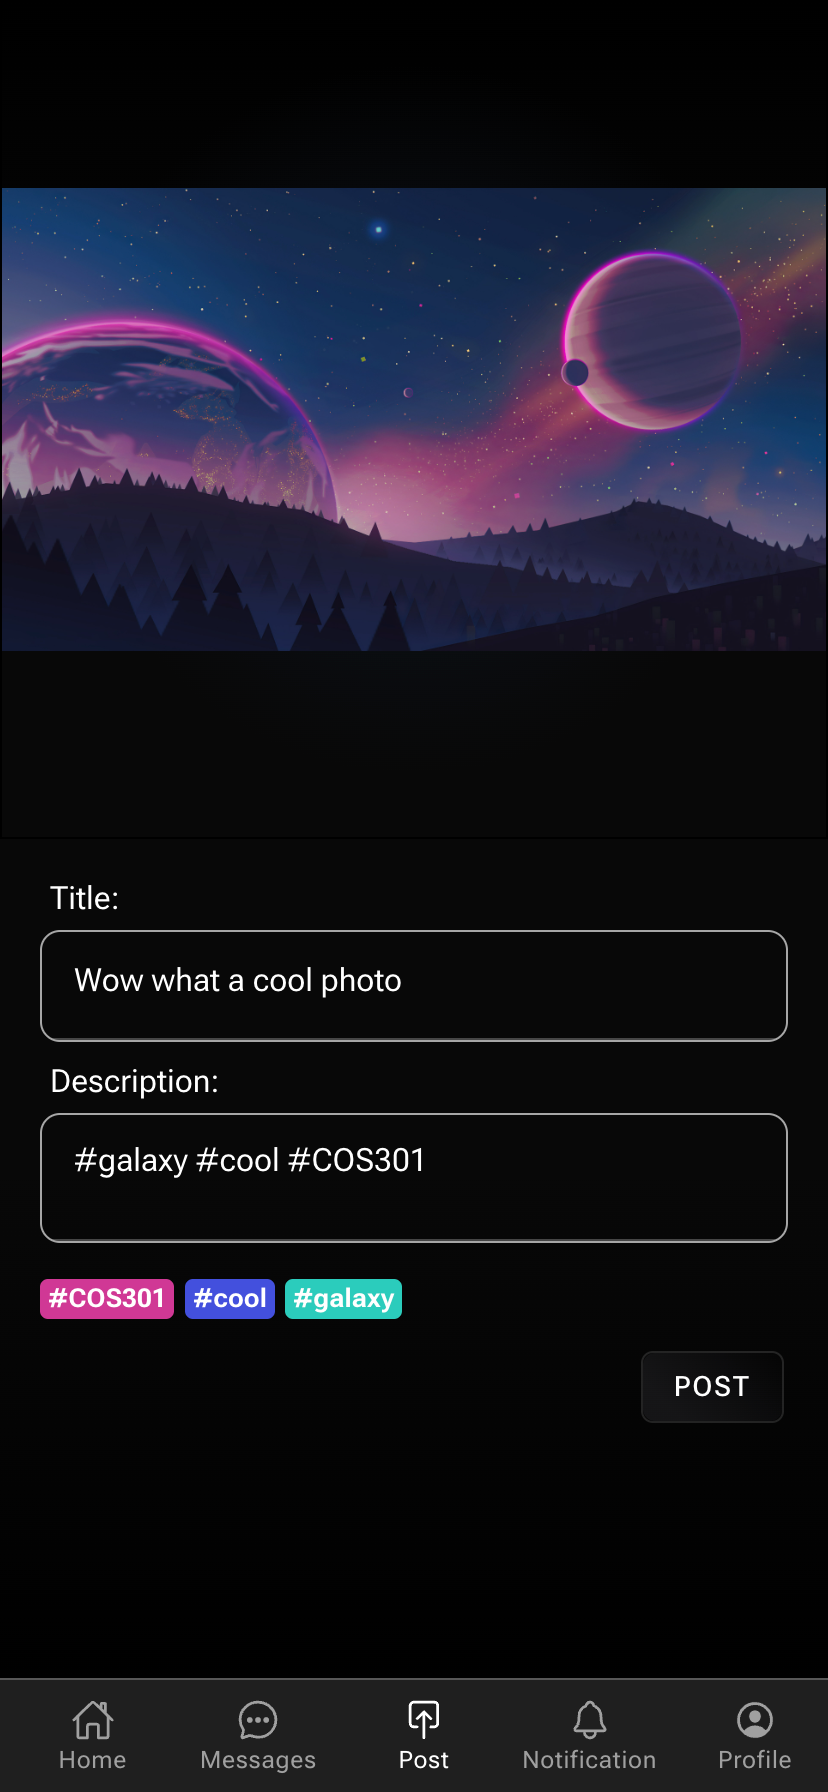 Title:
Wow what a cool photo
Description:
#galaxy #cool #COS301
#COS301 #cool #galaxy
POST
Home Messages Post Notification Profile